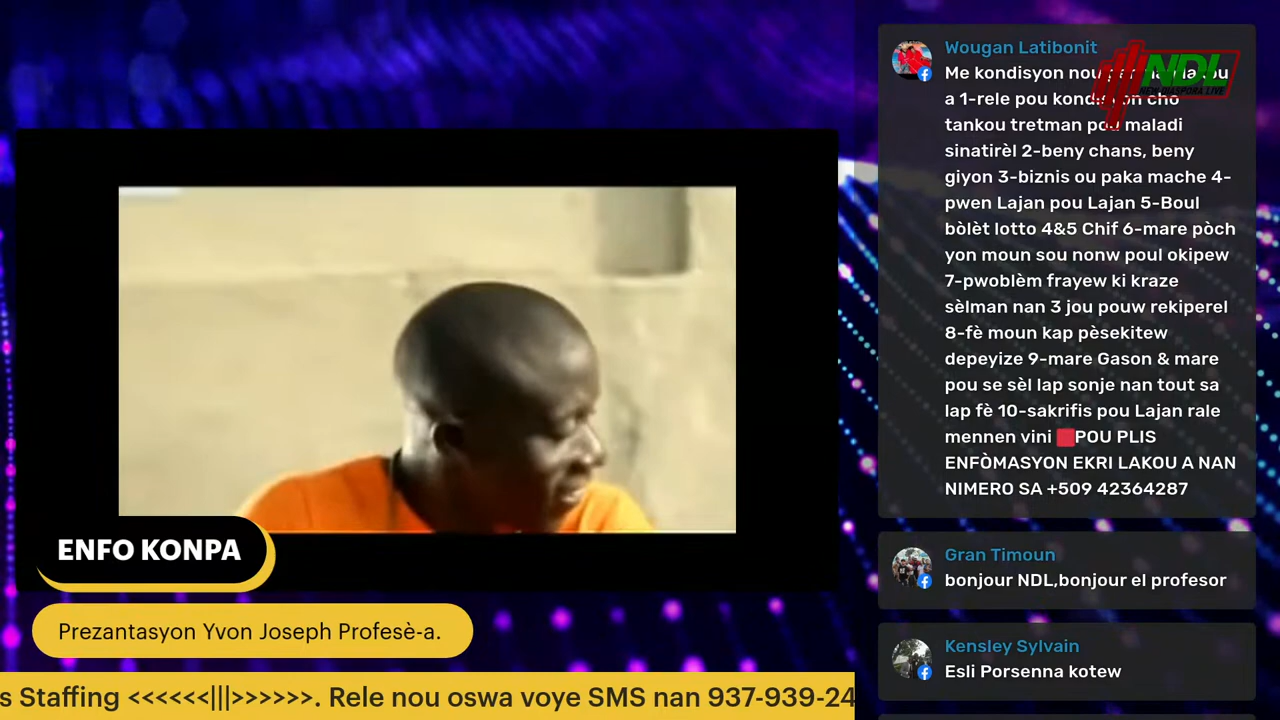 Wougan Latibonit
Me kondisyon nou
a 1-rele pou kondisyon cho
tankou tretman pou maladi
sinatirèl 2-beny chans, beny
giyon 3-biznis ou paka mache 4-
pwen Lajan pou Lajan 5-Boul
bòlèt lotto 4&5 Chif 6-mare pòch
yon moun sou nonw poul okipew
7-pwoblèm frayew ki kraze
sèlman nan 3 jou pouw rekiperel
8-fè moun kap pèsekitew
depeyize 9-mare Gason & mare
pou se sèl lap sonje nan tout sa
lap fè 10-sakrifis pou Lajan rale
mennen vini 🟥POU PLIS
ENFÒMASYON EKRI LAKOU A NAN
NIMERO SA +509 42364287
NDL
NEW DIASPORA LIVE
Gran Timoun
bonjour NDL,bonjour el profesor
Kensley Sylvain
Esli Porsenna kotew
ENFO KONPA
Prezantasyon Yvon Joseph Profesè-a.
s Staffing <<<<<<|||>>>>>>. Rele nou oswa voye SMS nan 937-939-24